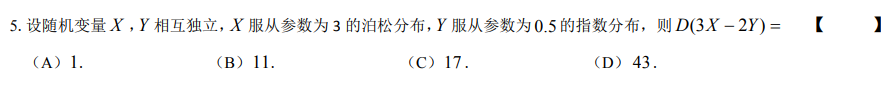 5. 设随机变量 X ，Y 相互独立，X 服从参数为 3 的泊松分布，Y 服从参数为 0.5 的指数分布，则 D(3X − 2Y) = 【 】
（A）1. （B）11. （C）17. （D）43.